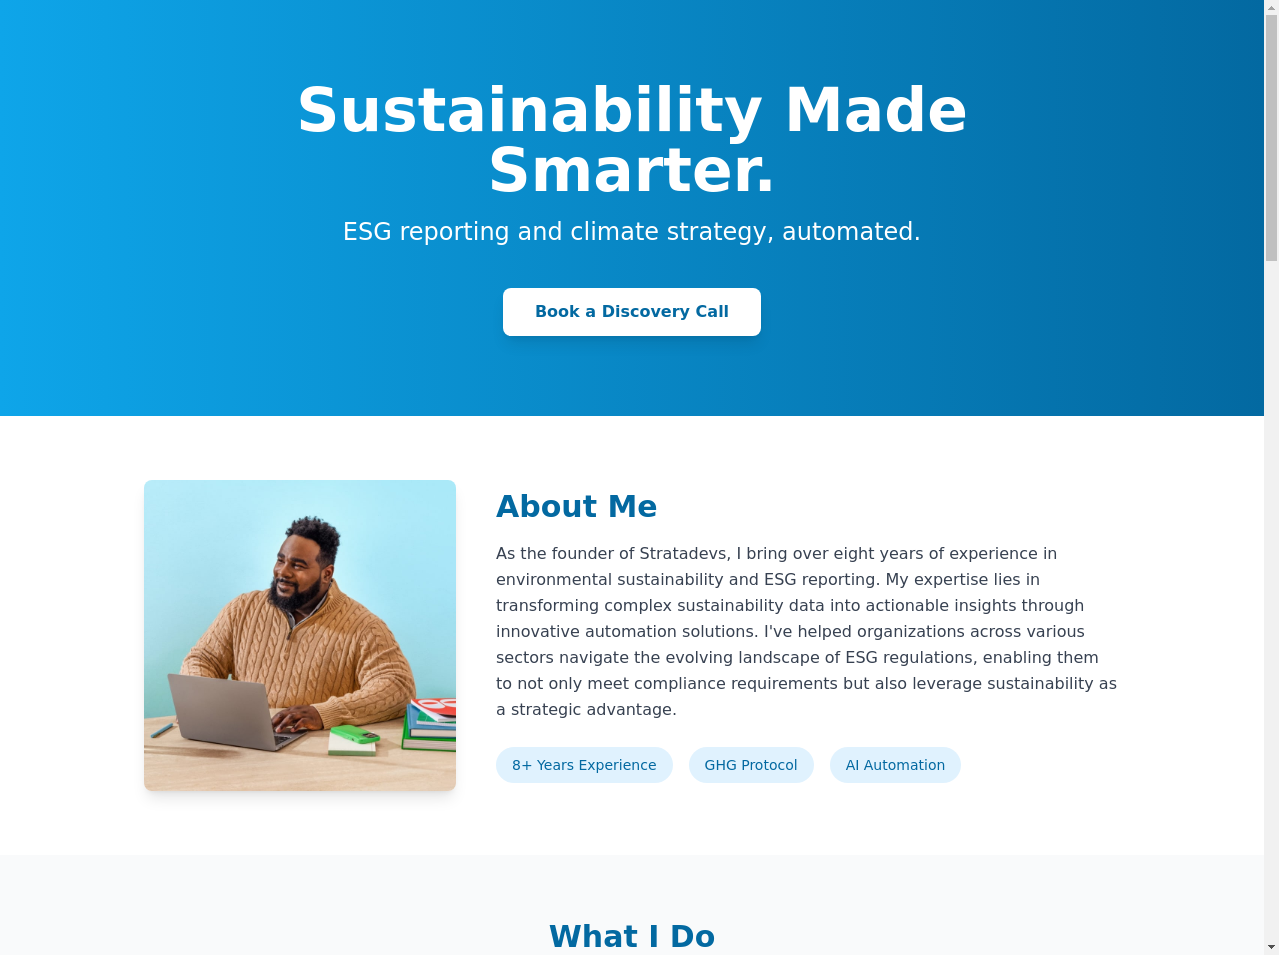 Sustainability Made
Smarter.
ESG reporting and climate strategy, automated.
Book a Discovery Call
About Me
As the founder of Stratadevs, I bring over eight years of experience in
environmental sustainability and ESG reporting. My expertise lies in
transforming complex sustainability data into actionable insights through
innovative automation solutions. I've helped organizations across various
sectors navigate the evolving landscape of ESG regulations, enabling them
to not only meet compliance requirements but also leverage sustainability as
a strategic advantage.
8+ Years Experience
GHG Protocol
AI Automation
What I Do